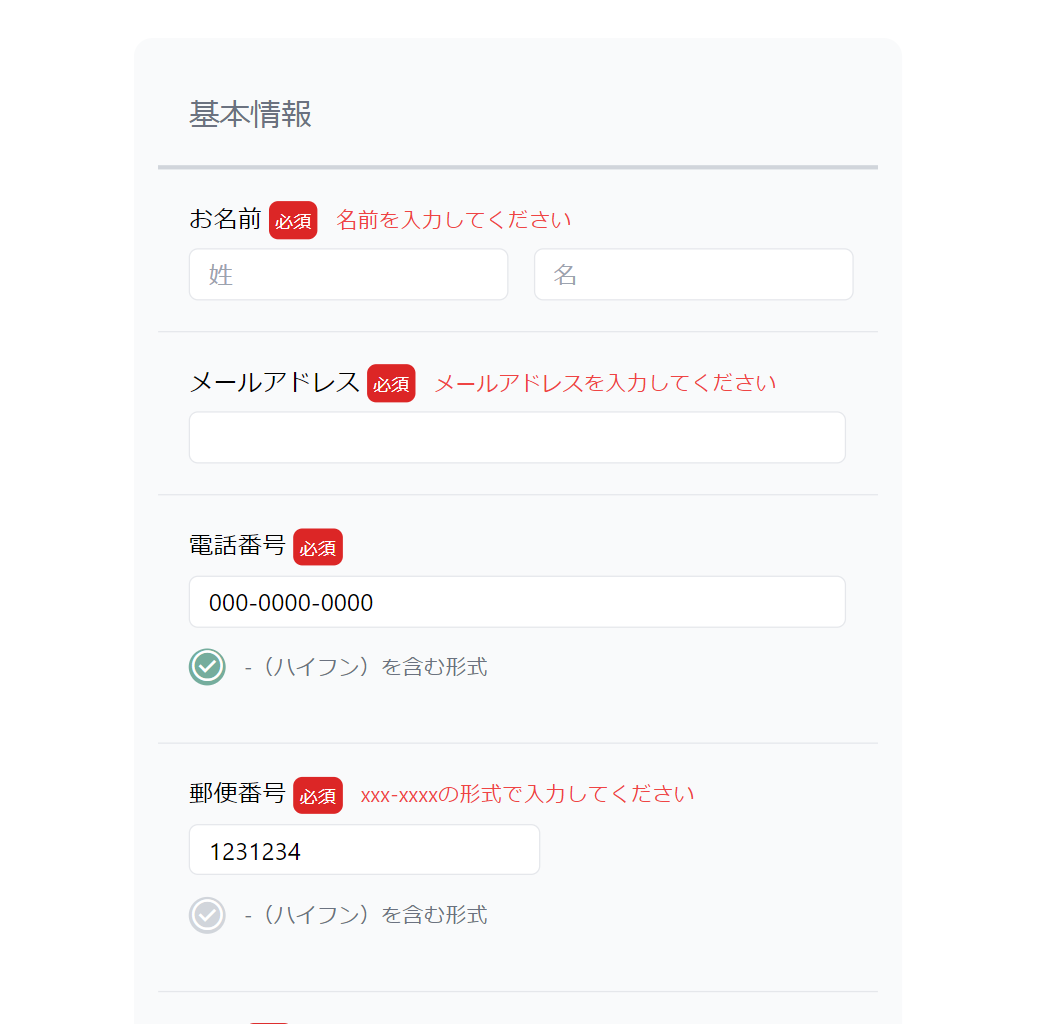 基本情報
お名前 必須 名前を入力してください
姓 名
メールアドレス 必須 メールアドレスを入力してください
電話番号 必須
000-0000-0000
-（ハイフン）を含む形式
郵便番号 必須 xxx-xxxxの形式で入力してください
1231234
-（ハイフン）を含む形式